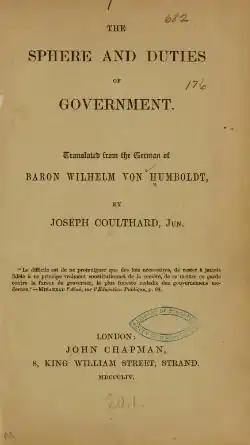 1
682
THE
SPHERE AND DUTIES
OF
176
GOVERNMENT.
Translated from the German of
BARON WILHELM VON HUMBOLDT,
BY
JOSEPH COULTHARD, Jun.
"Le difficile est de ne promulguer que des lois nécessaires, de rester à jamais
fidèle à ce principe vraiment constitutionnel de la société, de se mettre en garde
contre la fureur de gouverner, la plus funeste maladie des gouvernemens mo-
dernes."—MIRABEAU l'Aîné, sur l'Éducation Publique, p. 69.
LONDON:
JOHN CHAPMAN,
8, KING WILLIAM STREET, STRAND.
MDCCCLIV.